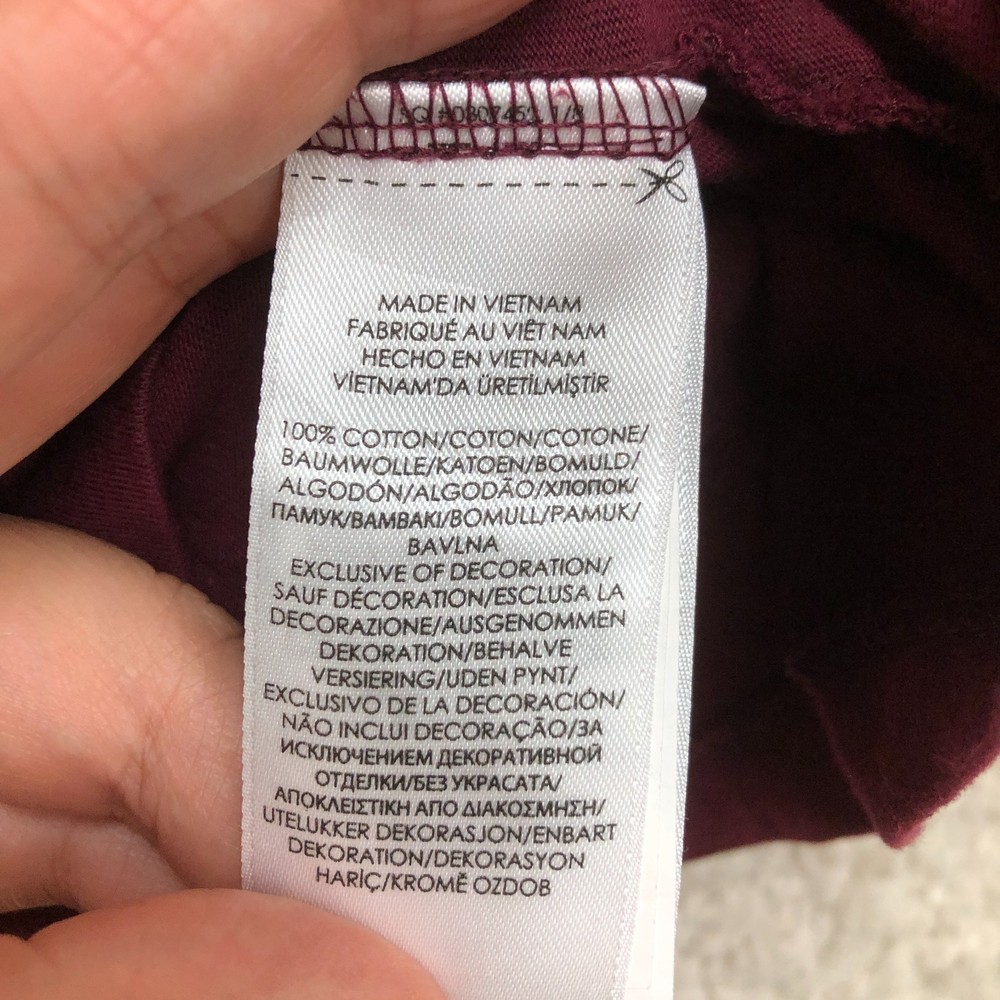 MADE IN VIETNAM
FABRIQUÉ AU VIÊT NAM
HECHO EN VIETNAM
VİETNAM'DA ÜRETİLMİŞTİR
100% COTTON/COTON/COTONE/
BAUMWOLLE/KATOEN/BOMULD/
ALGODÓN/ALGODÃO/ХЛОПОК/
ПАМУК/ΒΑΜΒΑΚΙ/BOMULL/PAMUK/
BAVLNA
EXCLUSIVE OF DECORATION/
SAUF DÉCORATION/ESCLUSA LA
DECORAZIONE/AUSGENOMMEN
DEKORATION/BEHALVE
VERSIERING/UDEN PYNT/
EXCLUSIVO DE LA DECORACIÓN/
NÃO INCLUI DECORAÇÃO/ЗА
ИСКЛЮЧЕНИЕМ ДЕКОРАТИВНОЙ
ОТДЕЛКИ/БЕЗ УКРАСАТА/
ΑΠΟΚΛΕΙΣΤΙΚΗ ΑΠΟ ΔΙΑΚΟΣΜΗΣΗ/
UTELUKKER DEKORASJON/ENBART
DEKORATION/DEKORASYON
HARİÇ/KROMĚ OZDOB